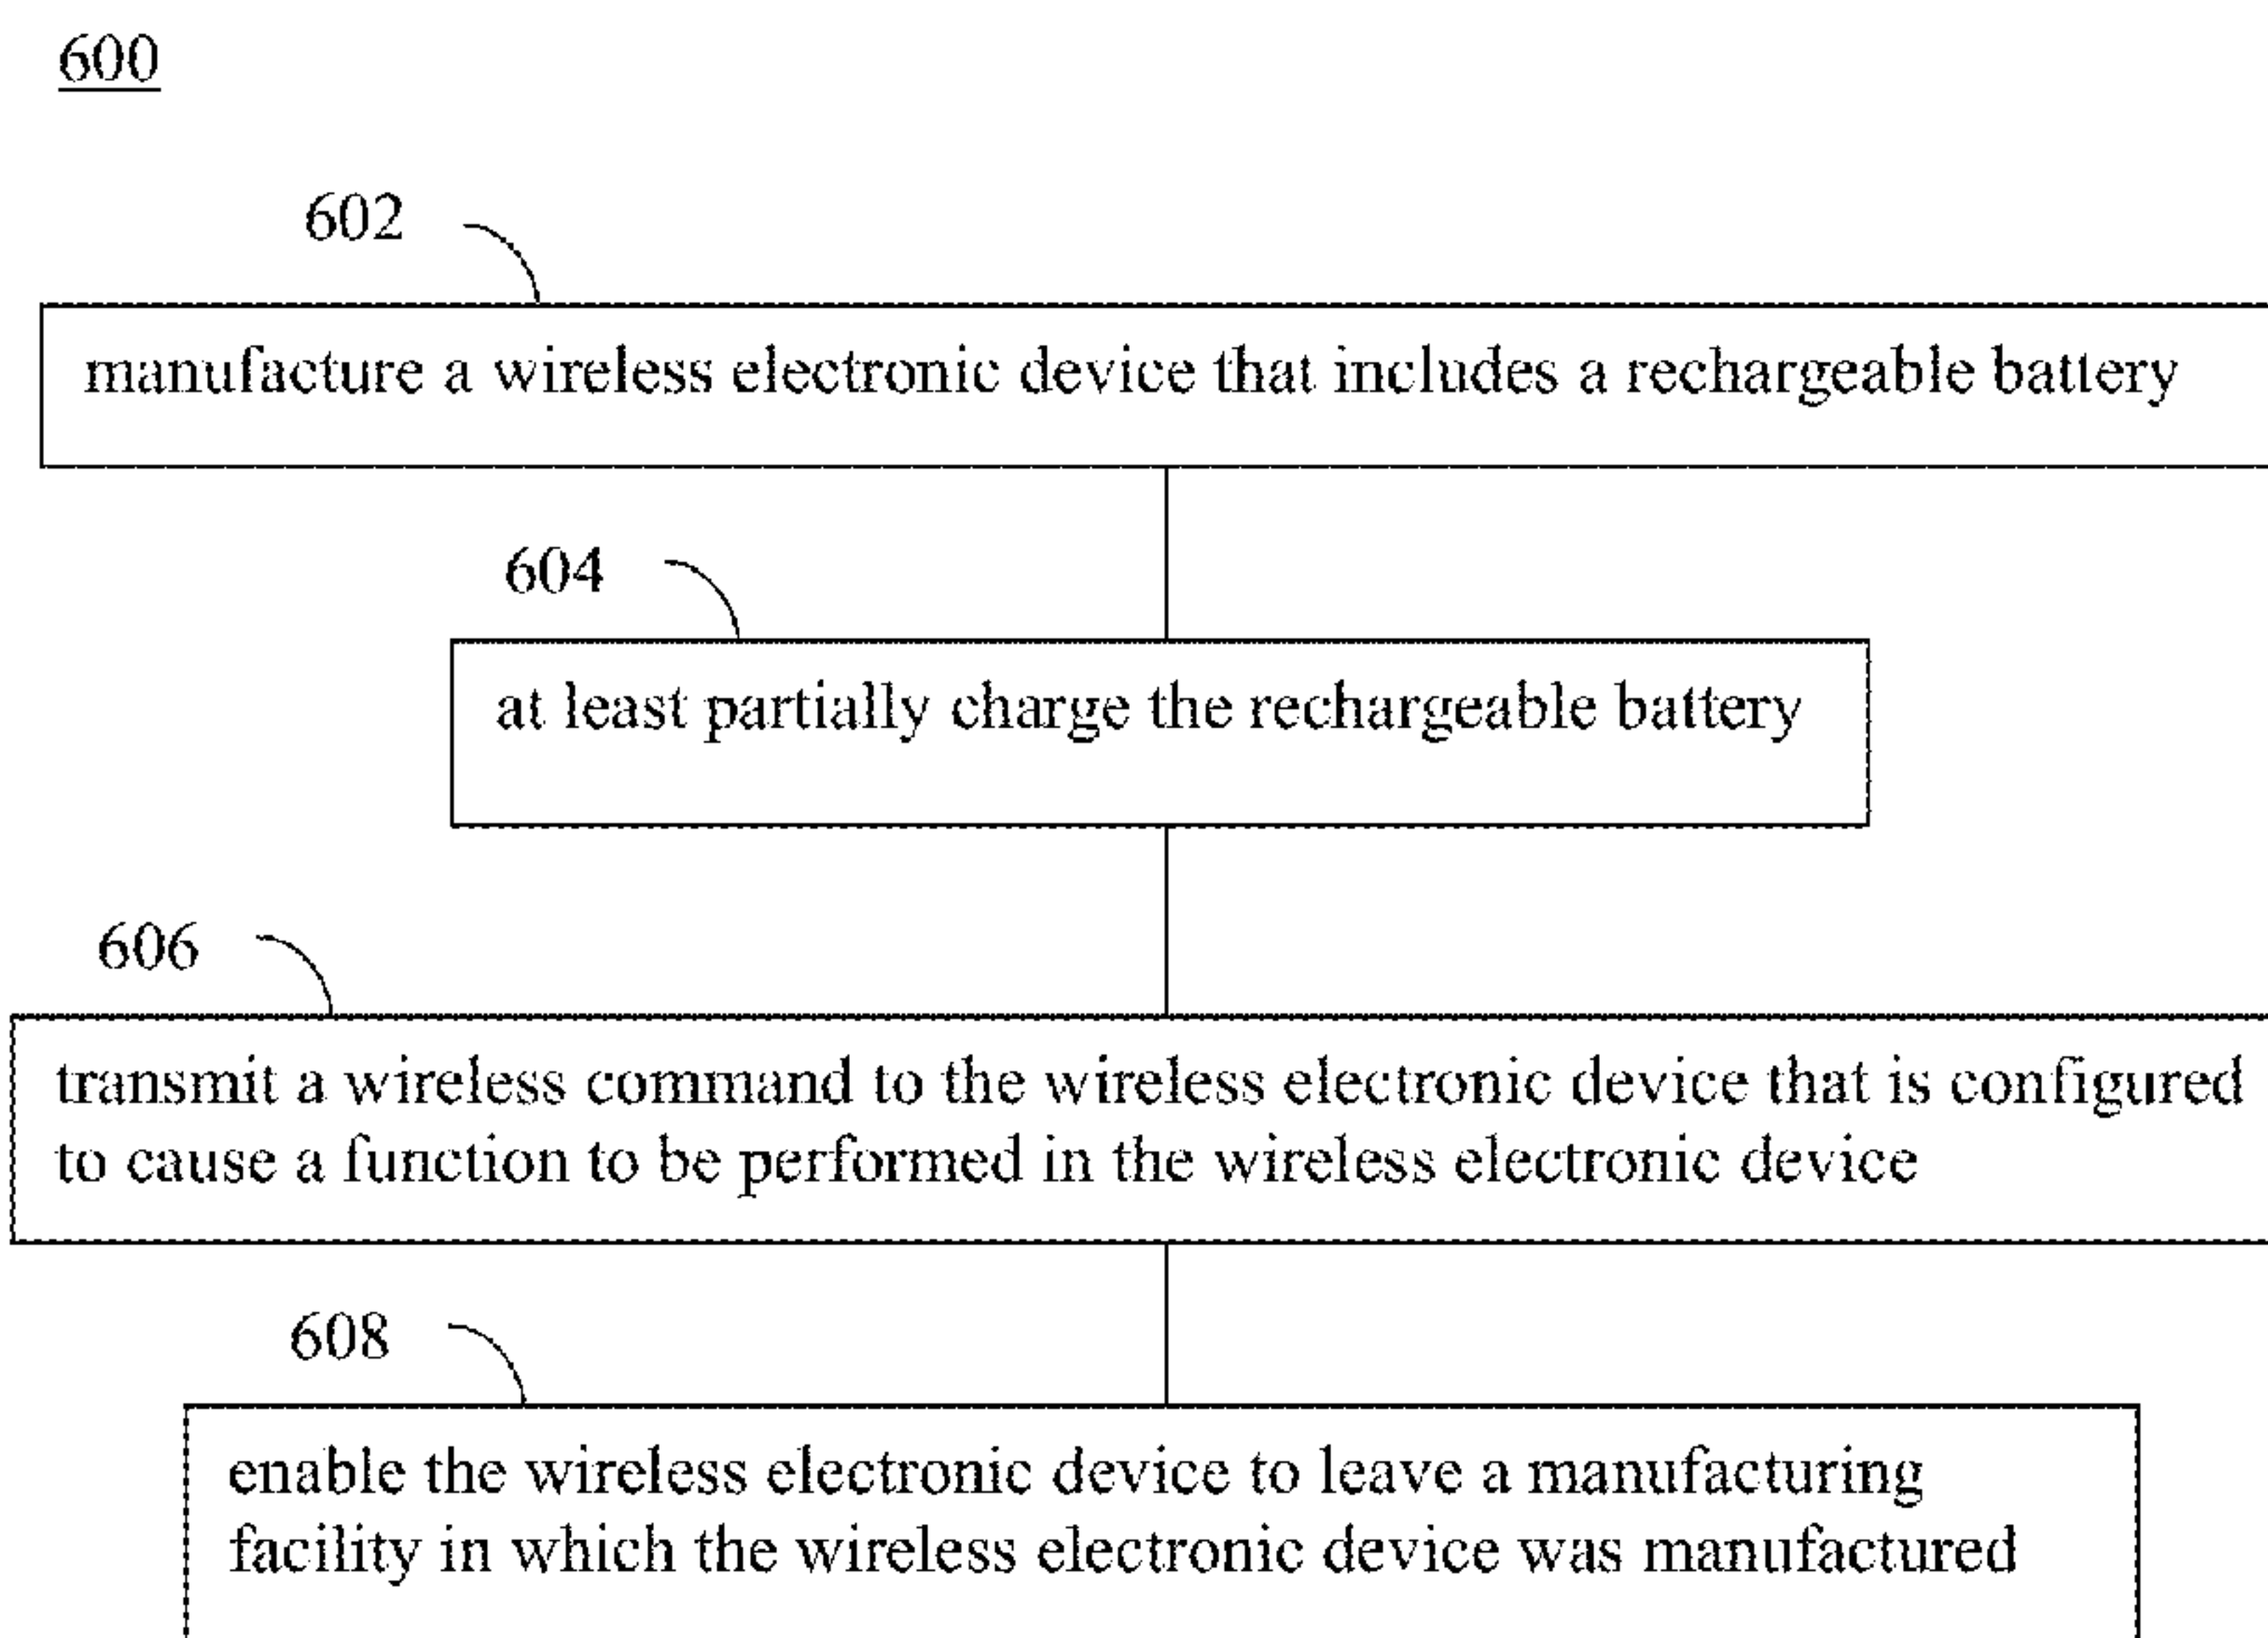 600
602
manufacture a wireless electronic device that includes a rechargeable battery
604
at least partially charge the rechargeable battery
606
transmit a wireless command to the wireless electronic device that is configured
to cause a function to be performed in the wireless electronic device
608
enable the wireless electronic device to leave a manufacturing
facility in which the wireless electronic device was manufactured